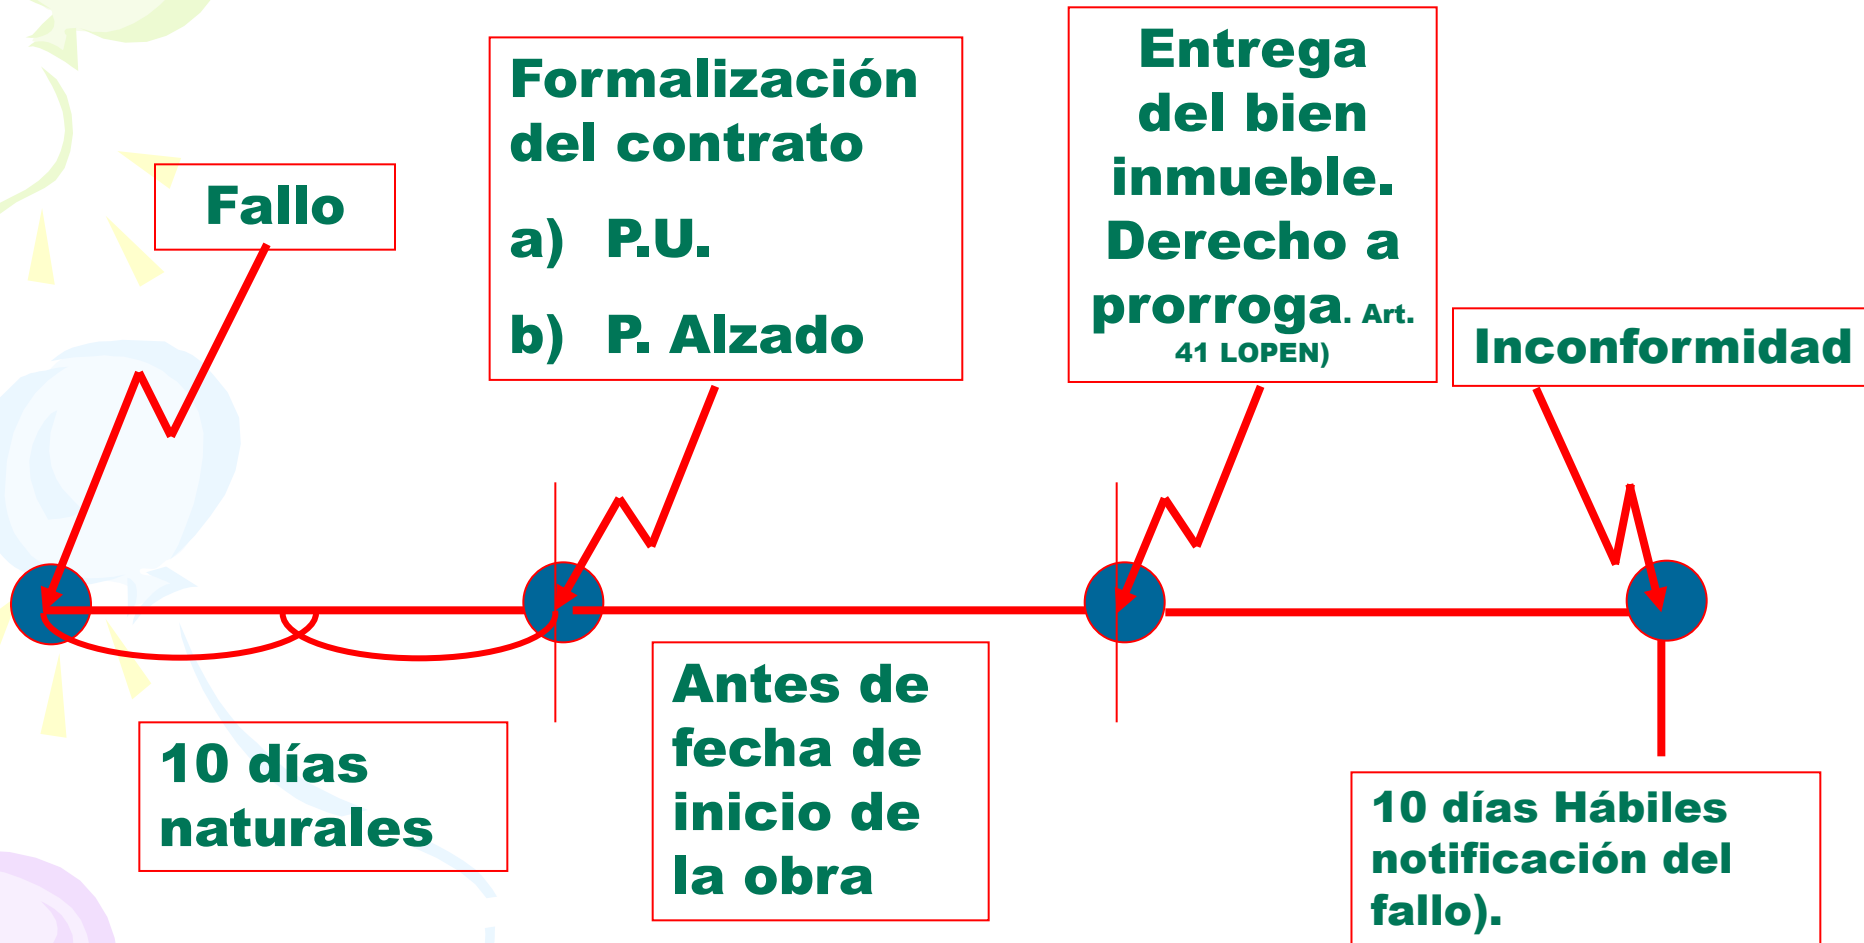 Fallo
Formalización
del contrato
a) P.U.
b) P. Alzado
Entrega
del bien
inmueble.
Derecho a
prorroga. Art.
41 LOPEN)
Inconformidad
10 días
naturales
Antes de
fecha de
inicio de
la obra
10 días Hábiles
notificación del
fallo).